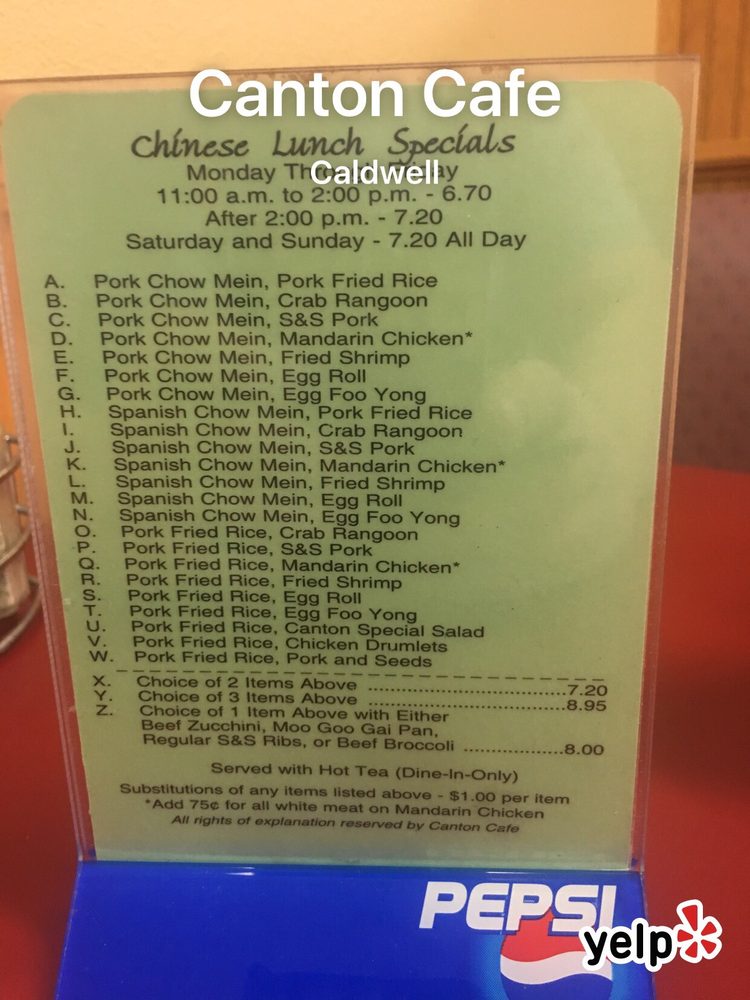 Canton Cafe
Chinese Lunch Specials
Monday Through Friday
Caldwell
11:00 a.m. to 2:00 p.m. - 6.70
After 2:00 p.m. - 7.20
Saturday and Sunday - 7.20 All Day
A. Pork Chow Mein, Pork Fried Rice
B. Pork Chow Mein, Crab Rangoon
C. Pork Chow Mein, S&S Pork
D. Pork Chow Mein, Mandarin Chicken*
E. Pork Chow Mein, Fried Shrimp
F. Pork Chow Mein, Egg Roll
G. Pork Chow Mein, Egg Foo Yong
H. Spanish Chow Mein, Pork Fried Rice
I. Spanish Chow Mein, Crab Rangoon
J. Spanish Chow Mein, S&S Pork
K. Spanish Chow Mein, Mandarin Chicken*
L. Spanish Chow Mein, Fried Shrimp
M. Spanish Chow Mein, Egg Roll
N. Spanish Chow Mein, Egg Foo Yong
O. Pork Fried Rice, Crab Rangoon
P. Pork Fried Rice, S&S Pork
Q. Pork Fried Rice, Mandarin Chicken*
R. Pork Fried Rice, Fried Shrimp
S. Pork Fried Rice, Egg Roll
T. Pork Fried Rice, Egg Foo Yong
U. Pork Fried Rice, Canton Special Salad
V. Pork Fried Rice, Chicken Drumlets
W. Pork Fried Rice, Pork and Seeds
X. Choice of 2 Items Above ..............................7.20
Y. Choice of 3 Items Above ..............................8.95
Z. Choice of 1 Item Above with Either
Beef Zucchini, Moo Goo Gai Pan,
Regular S&S Ribs, or Beef Broccoli ...............8.00
Served with Hot Tea (Dine-In-Only)
Substitutions of any items listed above - $1.00 per item
*Add 75¢ for all white meat on Mandarin Chicken
All rights of explanation reserved by Canton Cafe
PEPSI
yelp